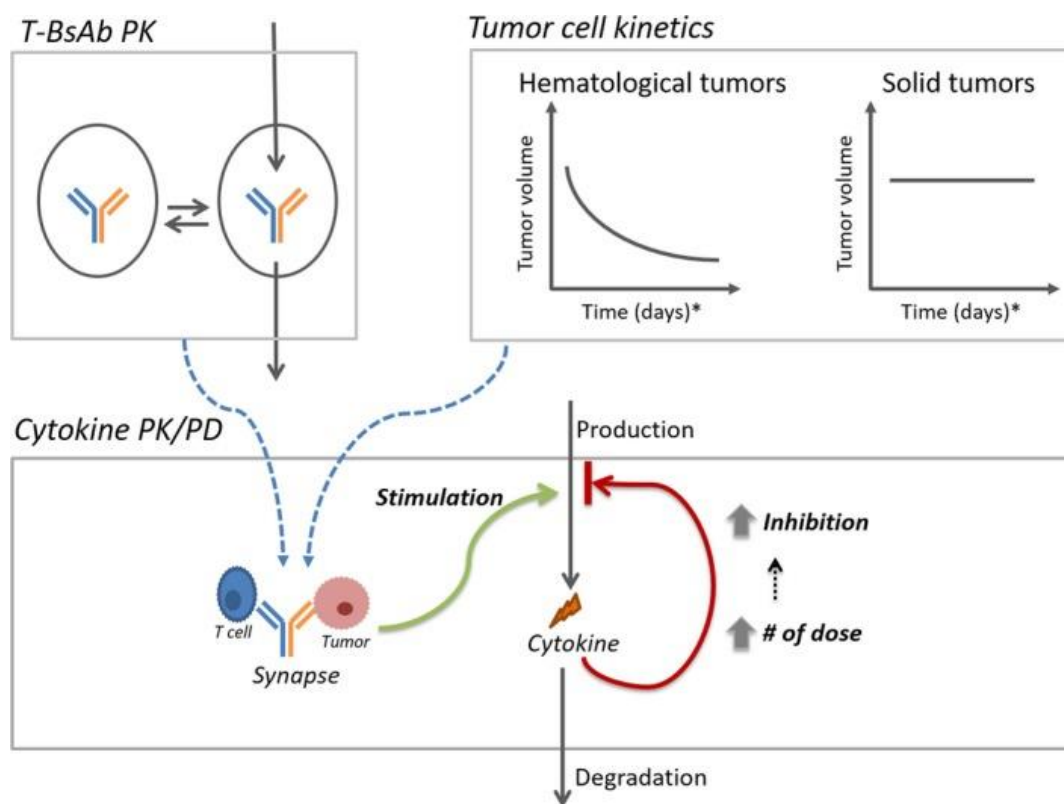 T-BsAb PK
Tumor cell kinetics
Hematological tumors
Solid tumors
Tumor volume
Time (days)*
Tumor volume
Time (days)*
Cytokine PK/PD
Production
Stimulation
Inhibition
# of dose
T cell
Tumor
Synapse
Cytokine
Degradation